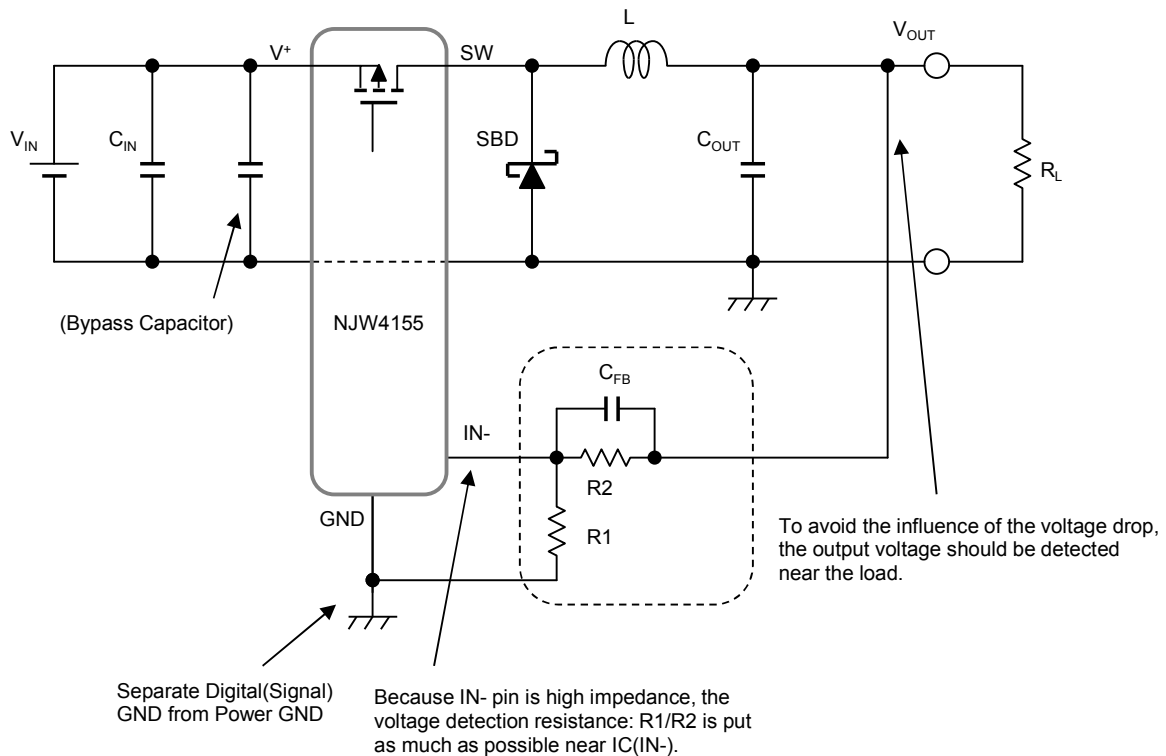 L
V+
SW
VOUT
VIN
CIN
SBD
COUT
RL
(Bypass Capacitor)
NJW4155
CFB
IN-
R2
GND
R1
To avoid the influence of the voltage drop,
the output voltage should be detected
near the load.
Separate Digital(Signal)
GND from Power GND
Because IN- pin is high impedance, the
voltage detection resistance: R1/R2 is put
as much as possible near IC(IN-).